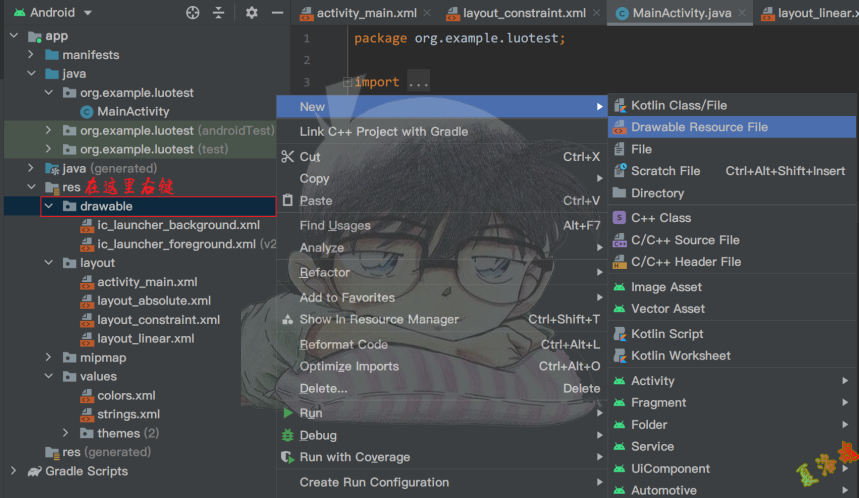 Android
activity_main.xml
layout_constraint.xml
MainActivity.java
layout_linear.x
app
manifests
java
org.example.luotest
MainActivity
org.example.luotest (androidTest)
org.example.luotest (test)
java (generated)
res 在这里右键
drawable
ic_launcher_background.xml
ic_launcher_foreground.xml (v2
layout
activity_main.xml
layout_absolute.xml
layout_constraint.xml
layout_linear.xml
mipmap
values
colors.xml
strings.xml
themes (2)
res (generated)
Gradle Scripts
1 package org.example.luotest;
2
3 import ...
New
Link C++ Project with Gradle
Cut Ctrl+X
Copy
Paste Ctrl+V
Find Usages Alt+F7
Analyze
Refactor
Add to Favorites
Show In Resource Manager Ctrl+Shift+T
Reformat Code Ctrl+Alt+L
Optimize Imports Ctrl+Alt+O
Delete... Delete
Run
Debug
Run with Coverage
Create Run Configuration
Kotlin Class/File
Drawable Resource File
File
Scratch File Ctrl+Alt+Shift+Insert
Directory
C++ Class
C/C++ Source File
C/C++ Header File
Image Asset
Vector Asset
Kotlin Script
Kotlin Worksheet
Activity
Fragment
Folder
Service
UiComponent
Automotive